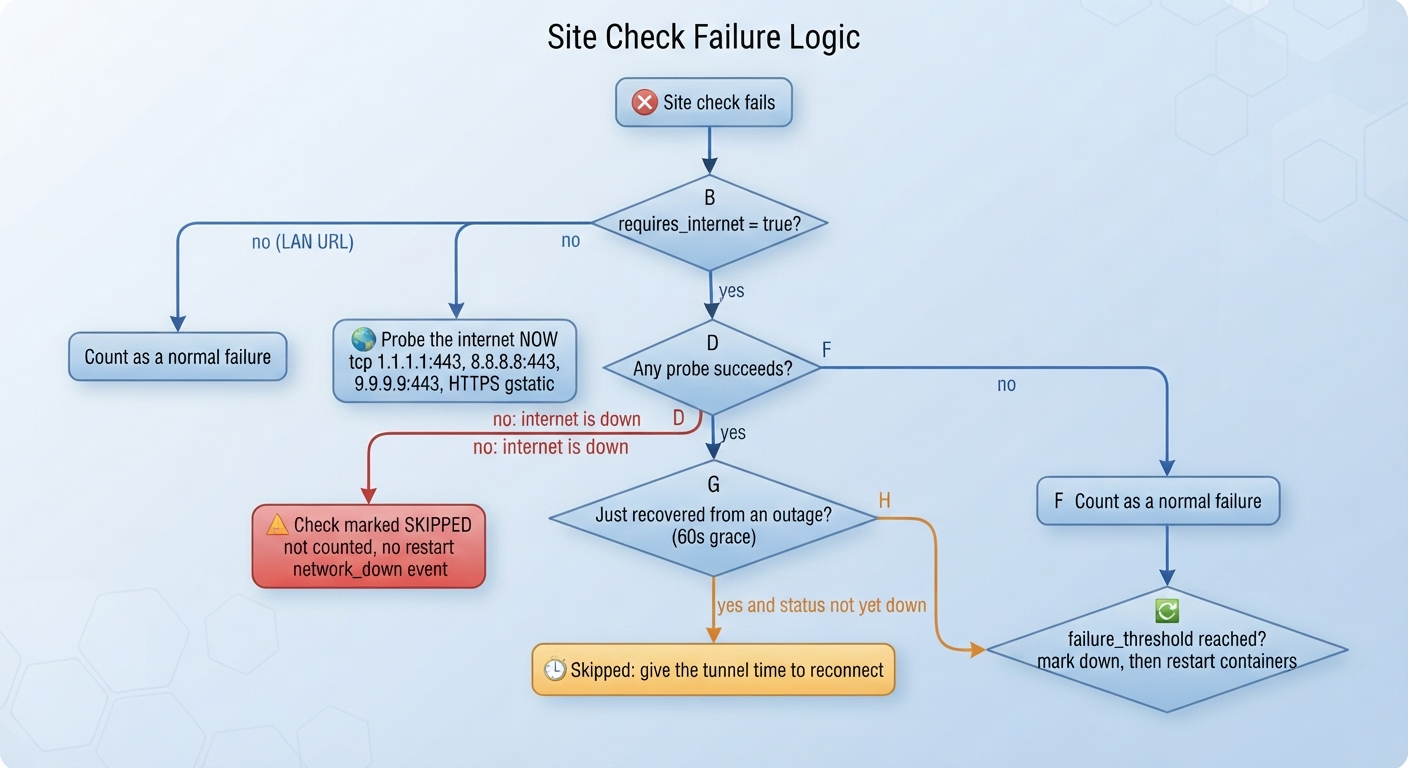 Site Check Failure Logic
Site check fails
B
requires_internet = true?
no (LAN URL)
no
yes
Count as a normal failure
Probe the internet NOW
tcp 1.1.1.1:443, 8.8.8.8:443,
9.9.9.9:443, HTTPS gstatic
D
Any probe succeeds?
F
no
no: internet is down D
no: internet is down
yes
Check marked SKIPPED
not counted, no restart
network_down event
G
Just recovered from an outage?
(60s grace)
H
F Count as a normal failure
yes and status not yet down
Skipped: give the tunnel time to reconnect
failure_threshold reached?
mark down, then restart containers